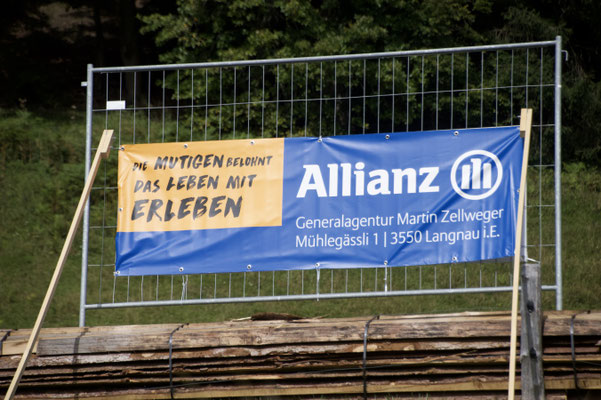 DIE MUTIGEN BELOHNT
DAS LEBEN MIT
ERLEBEN
Allianz
Generalagentur Martin Zellweger
Mühlegässli 1 | 3550 Langnau i.E.